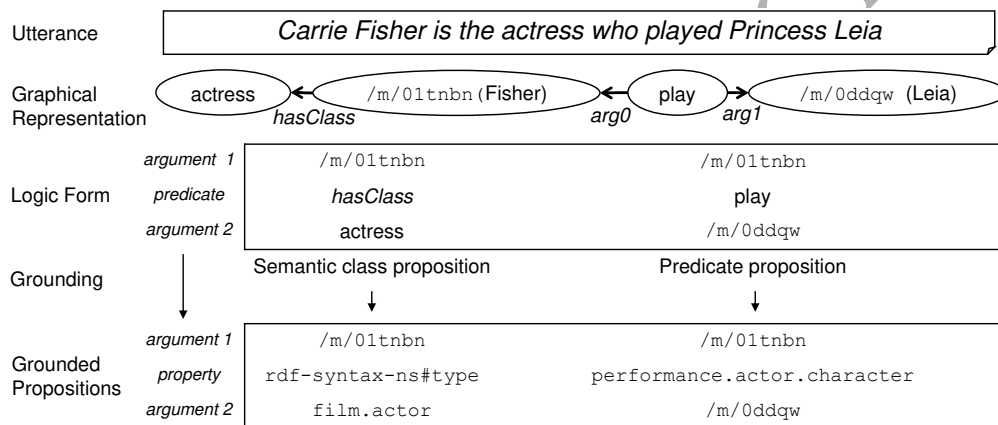 Utterance Carrie Fisher is the actress who played Princess Leia
Graphical Representation actress hasClass /m/01tnbn (Fisher) arg0 play arg1 /m/0ddqw (Leia)
argument 1 /m/01tnbn /m/01tnbn
Logic Form predicate hasClass play
argument 2 actress /m/0ddqw
Grounding Semantic class proposition Predicate proposition
argument 1 /m/01tnbn /m/01tnbn
Grounded Propositions property rdf-syntax-ns#type performance.actor.character
argument 2 film.actor /m/0ddqw